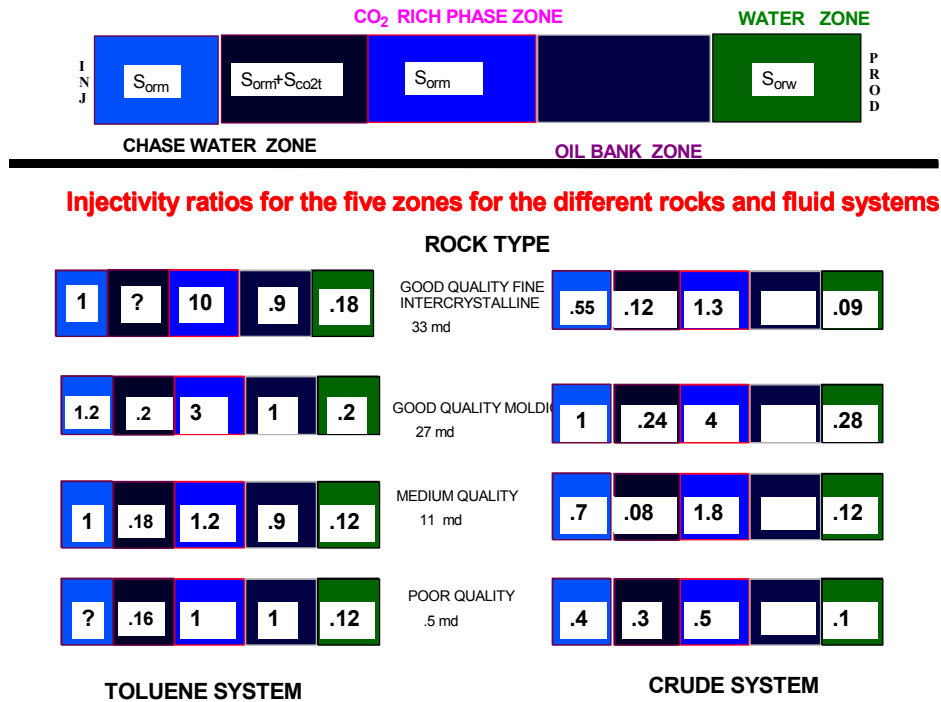 CO2 RICH PHASE ZONE
WATER ZONE
INJ
Sorm
Sorm+Sco2t
Sorm
Sorw
PROD
CHASE WATER ZONE
OIL BANK ZONE
Injectivity ratios for the five zones for the different rocks and fluid systems
ROCK TYPE
1 ? 10 .9 .18
GOOD QUALITY FINE
INTERCRYSTALLINE
33 md
.55 .12 1.3 .09
1.2 .2 3 1 .2
GOOD QUALITY MOLDI
27 md
1 .24 4 .28
1 .18 1.2 .9 .12
MEDIUM QUALITY
11 md
.7 .08 1.8 .12
? .16 1 1 .12
POOR QUALITY
.5 md
.4 .3 .5 .1
TOLUENE SYSTEM
CRUDE SYSTEM